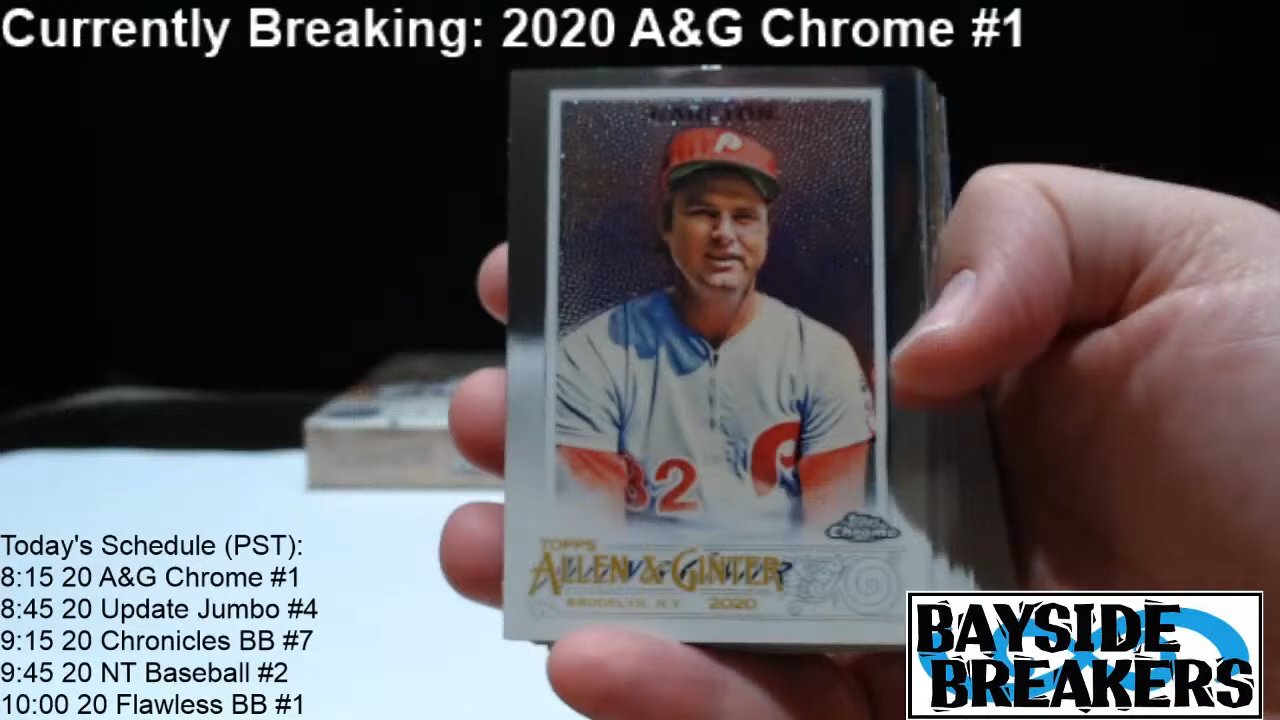 Currently Breaking: 2020 A&G Chrome #1
CARLTON
P
32
P
Topps
Chrome
TOPPS
ALLEN & GINTER
BROOKLYN, N.Y. 2020
Today's Schedule (PST):
8:15 20 A&G Chrome #1
8:45 20 Update Jumbo #4
9:15 20 Chronicles BB #7
9:45 20 NT Baseball #2
10:00 20 Flawless BB #1
BAYSIDE
BREAKERS